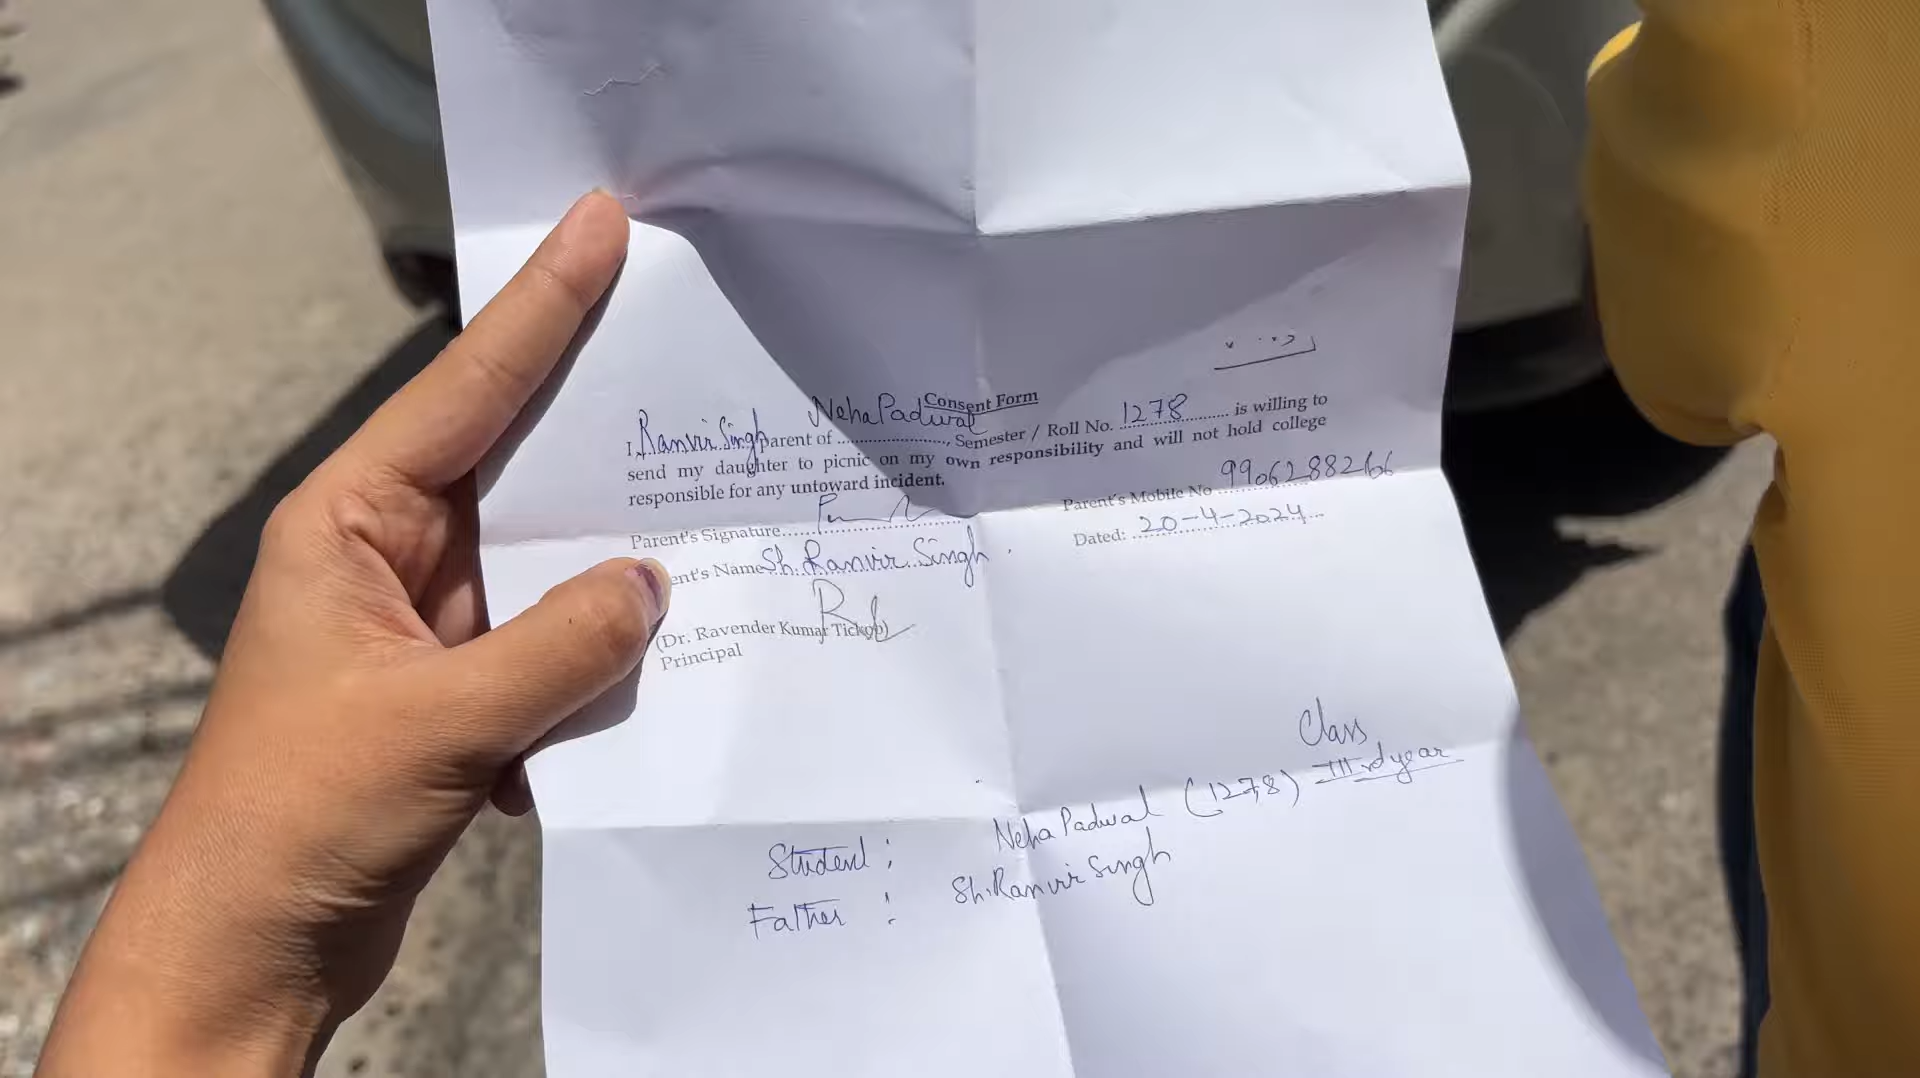 Consent Form
I Ranvir Singh parent of Neha Padwal, Semester / Roll No. 1278 is willing to
send my daughter to picnic on my own responsibility and will not hold college
responsible for any untoward incident.
Parent's Signature Parent's Mobile No 9906288266
ent's Name Sh. Ranvir Singh Dated: 20-4-2024
(Dr. Ravender Kumar Tickoo)
Principal
Class
Student : Neha Padwal (1278) IIIrd year
Father : Sh. Ranvir Singh